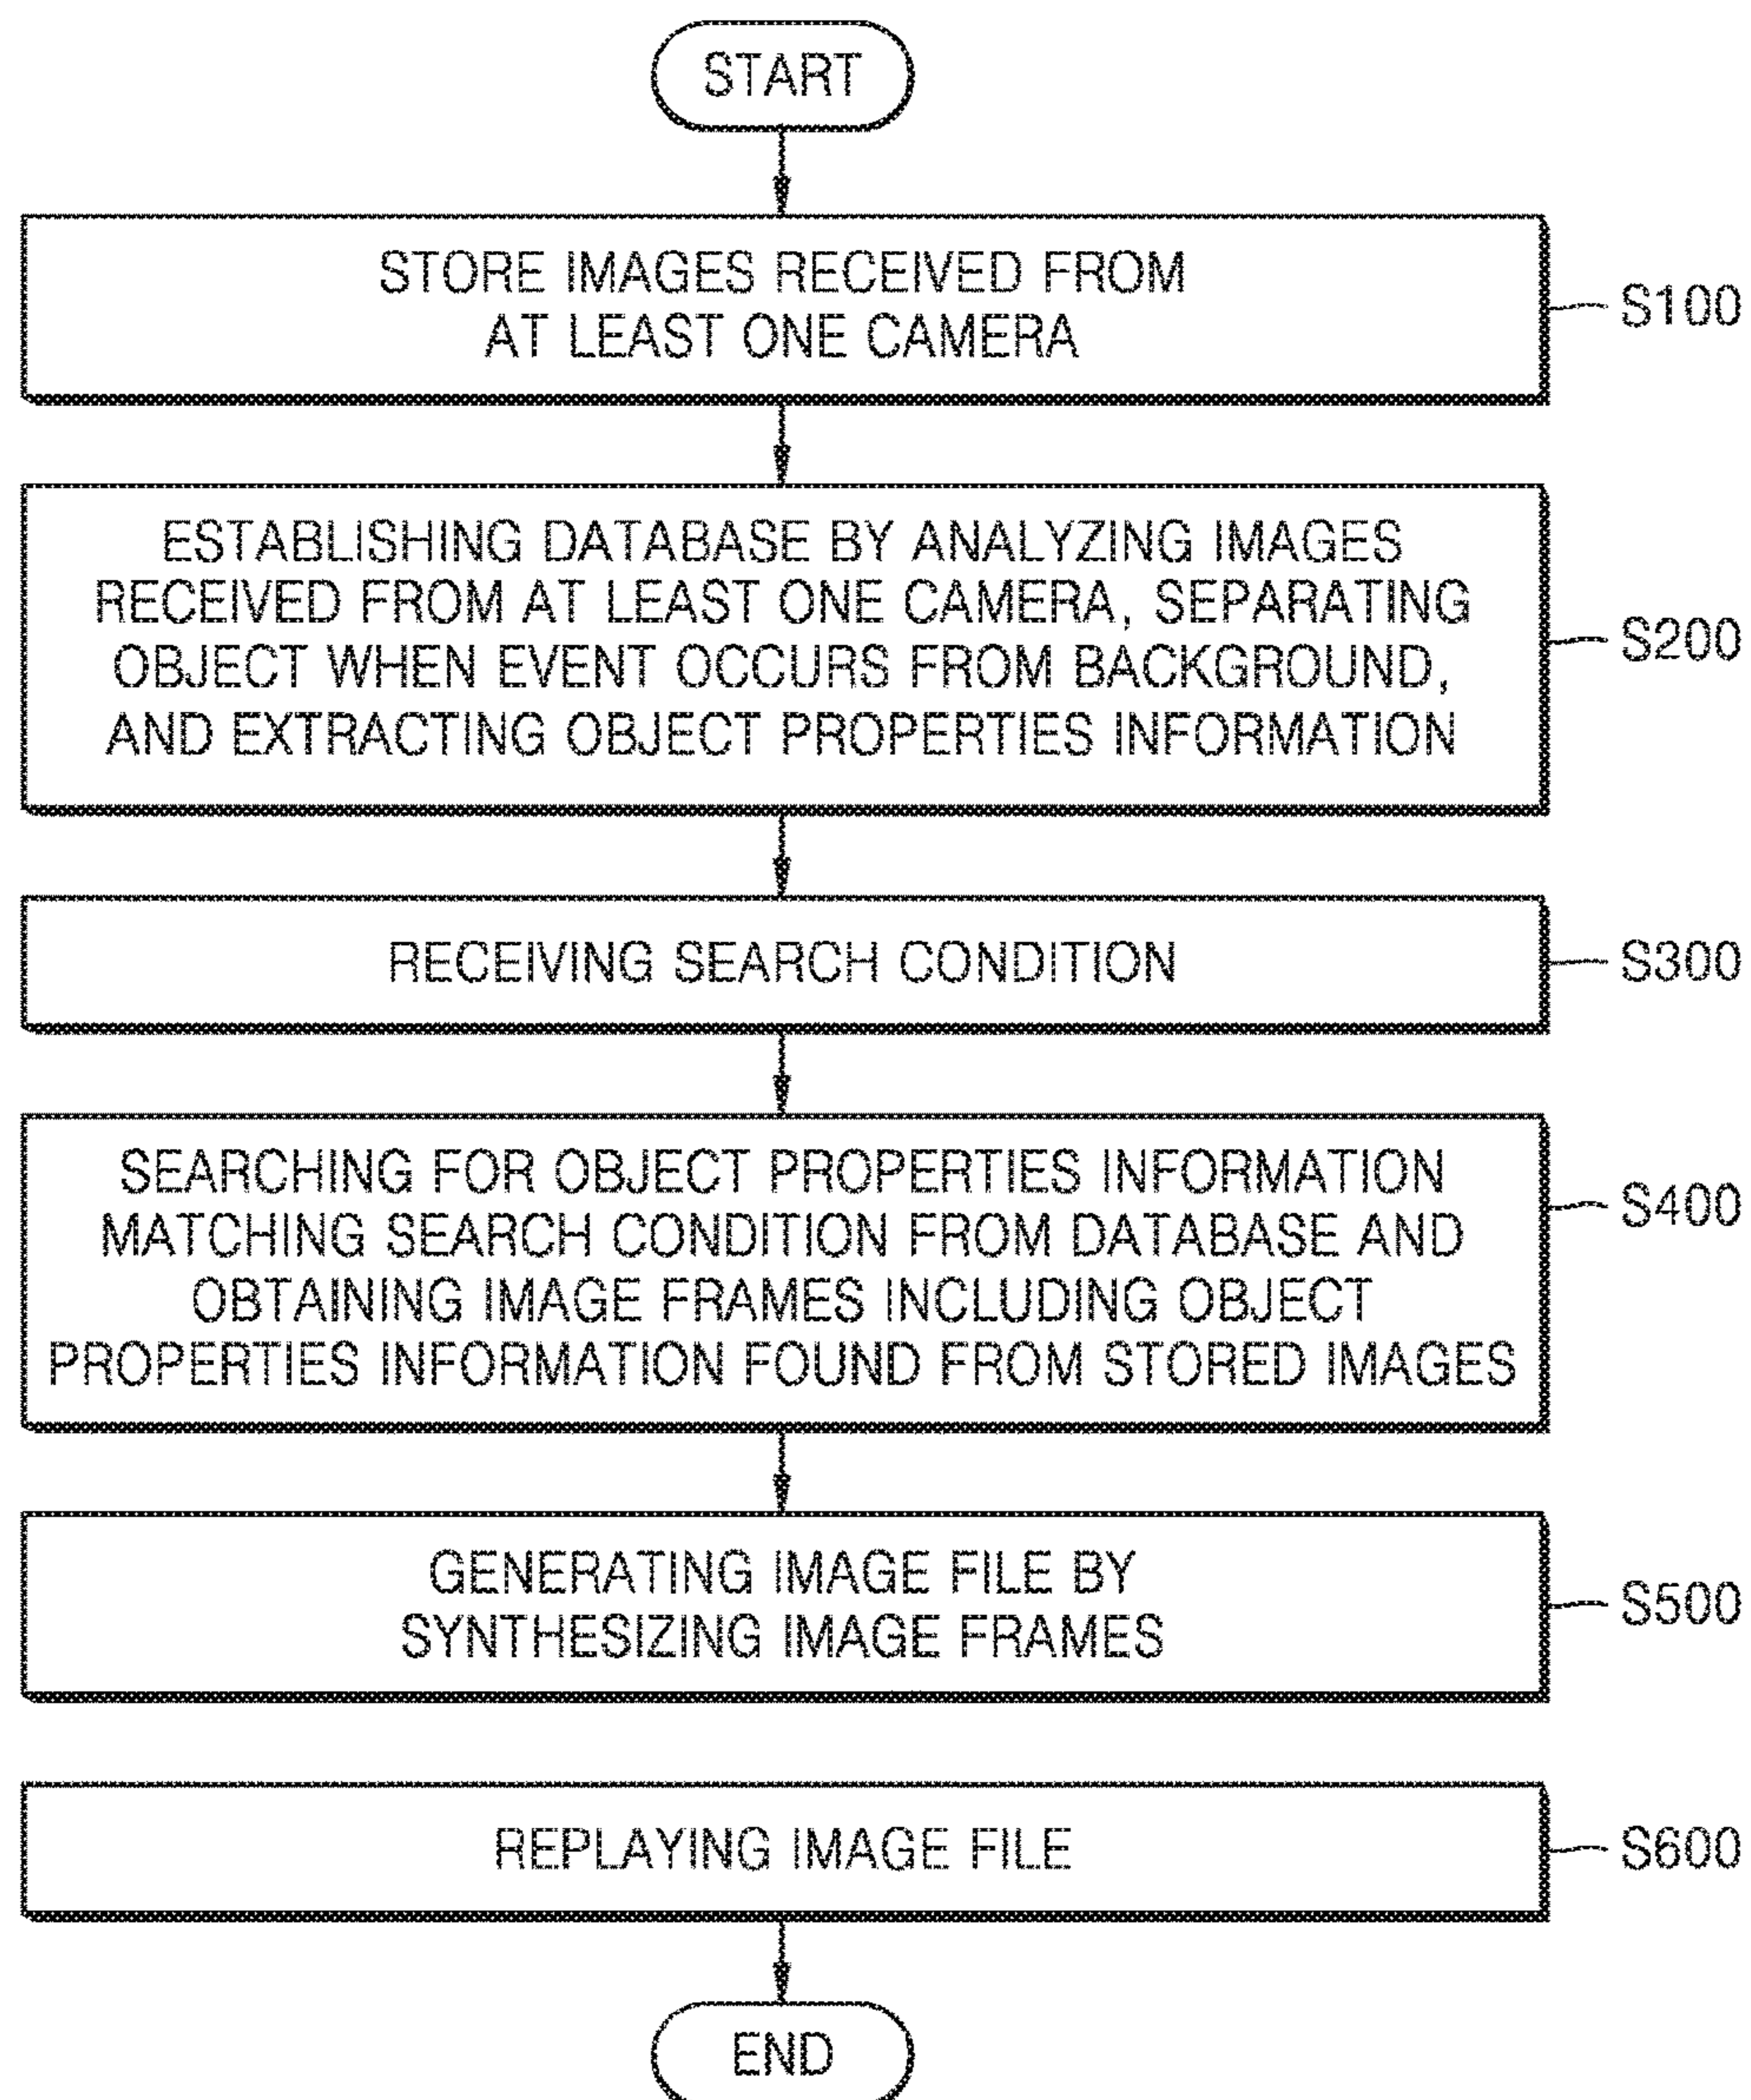 START
STORE IMAGES RECEIVED FROM
AT LEAST ONE CAMERA
S100
ESTABLISHING DATABASE BY ANALYZING IMAGES
RECEIVED FROM AT LEAST ONE CAMERA, SEPARATING
OBJECT WHEN EVENT OCCURS FROM BACKGROUND,
AND EXTRACTING OBJECT PROPERTIES INFORMATION
S200
RECEIVING SEARCH CONDITION
S300
SEARCHING FOR OBJECT PROPERTIES INFORMATION
MATCHING SEARCH CONDITION FROM DATABASE AND
OBTAINING IMAGE FRAMES INCLUDING OBJECT
PROPERTIES INFORMATION FOUND FROM STORED IMAGES
S400
GENERATING IMAGE FILE BY
SYNTHESIZING IMAGE FRAMES
S500
REPLAYING IMAGE FILE
S600
END